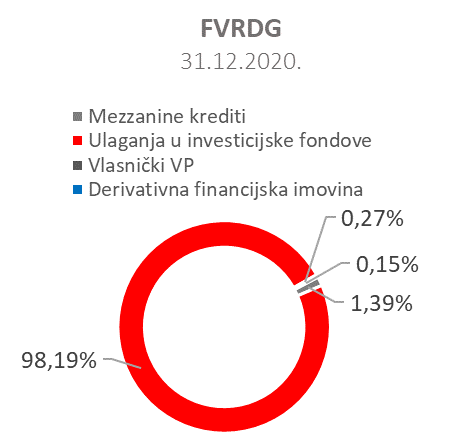 FVRDG
31.12.2020.
Mezzanine krediti
Ulaganja u investicijske fondove
Vlasnički VP
Derivativna financijska imovina
0,27%
0,15%
1,39%
98,19%